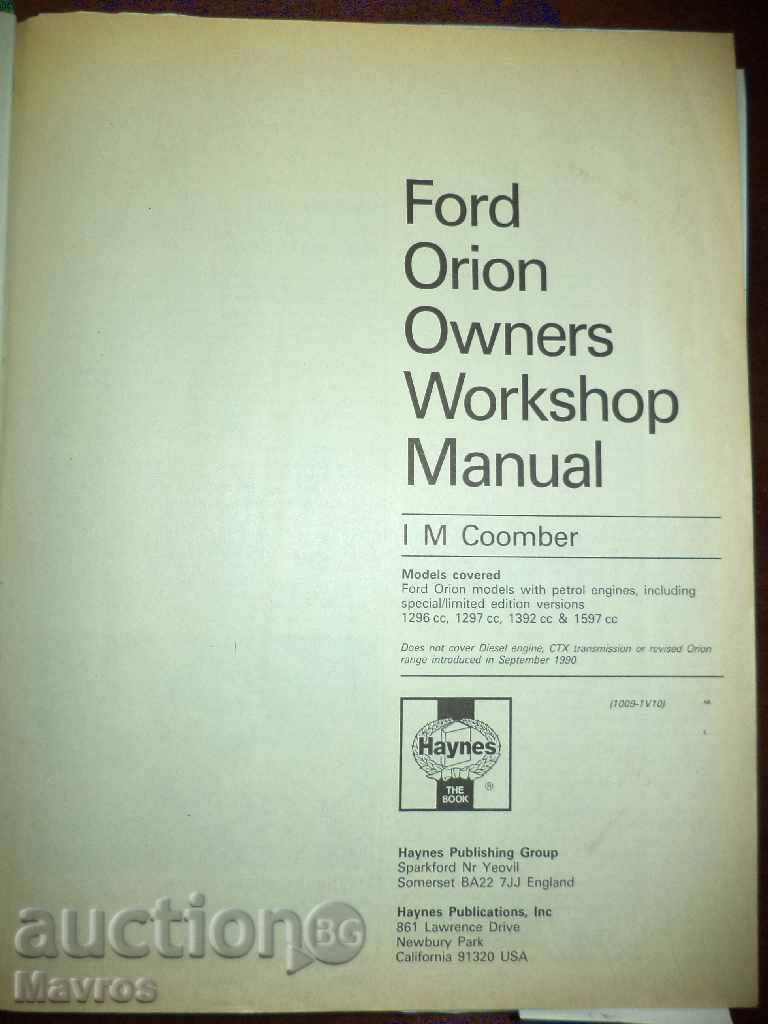 Ford
Orion
Owners
Workshop
Manual
I M Coomber
Models covered
Ford Orion models with petrol engines, including
special/limited edition versions
1296 cc, 1297 cc, 1392 cc & 1597 cc
Does not cover Diesel engine, CTX transmission or revised Orion
range introduced in September 1990
(1009-1V10)
Haynes
®
THE
BOOK
Haynes Publishing Group
Sparkford Nr Yeovil
Somerset BA22 7JJ England
Haynes Publications, Inc
861 Lawrence Drive
Newbury Park
California 91320 USA
auction BG
Mavros